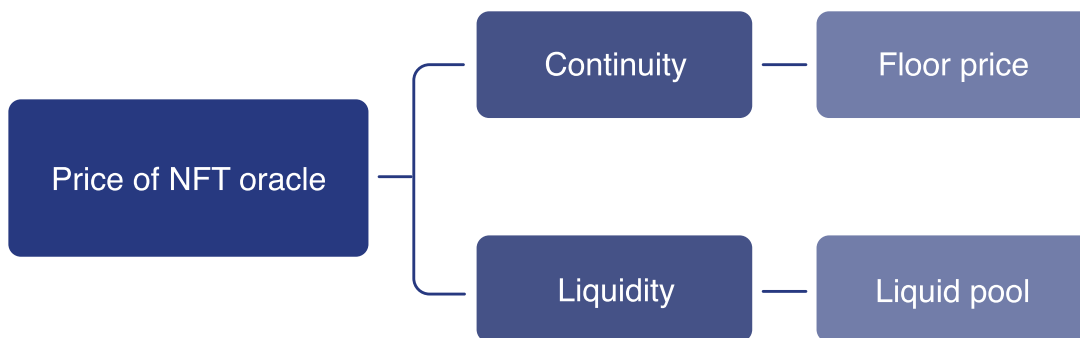 Price of NFT oracle
Continuity
Floor price
Liquidity
Liquid pool